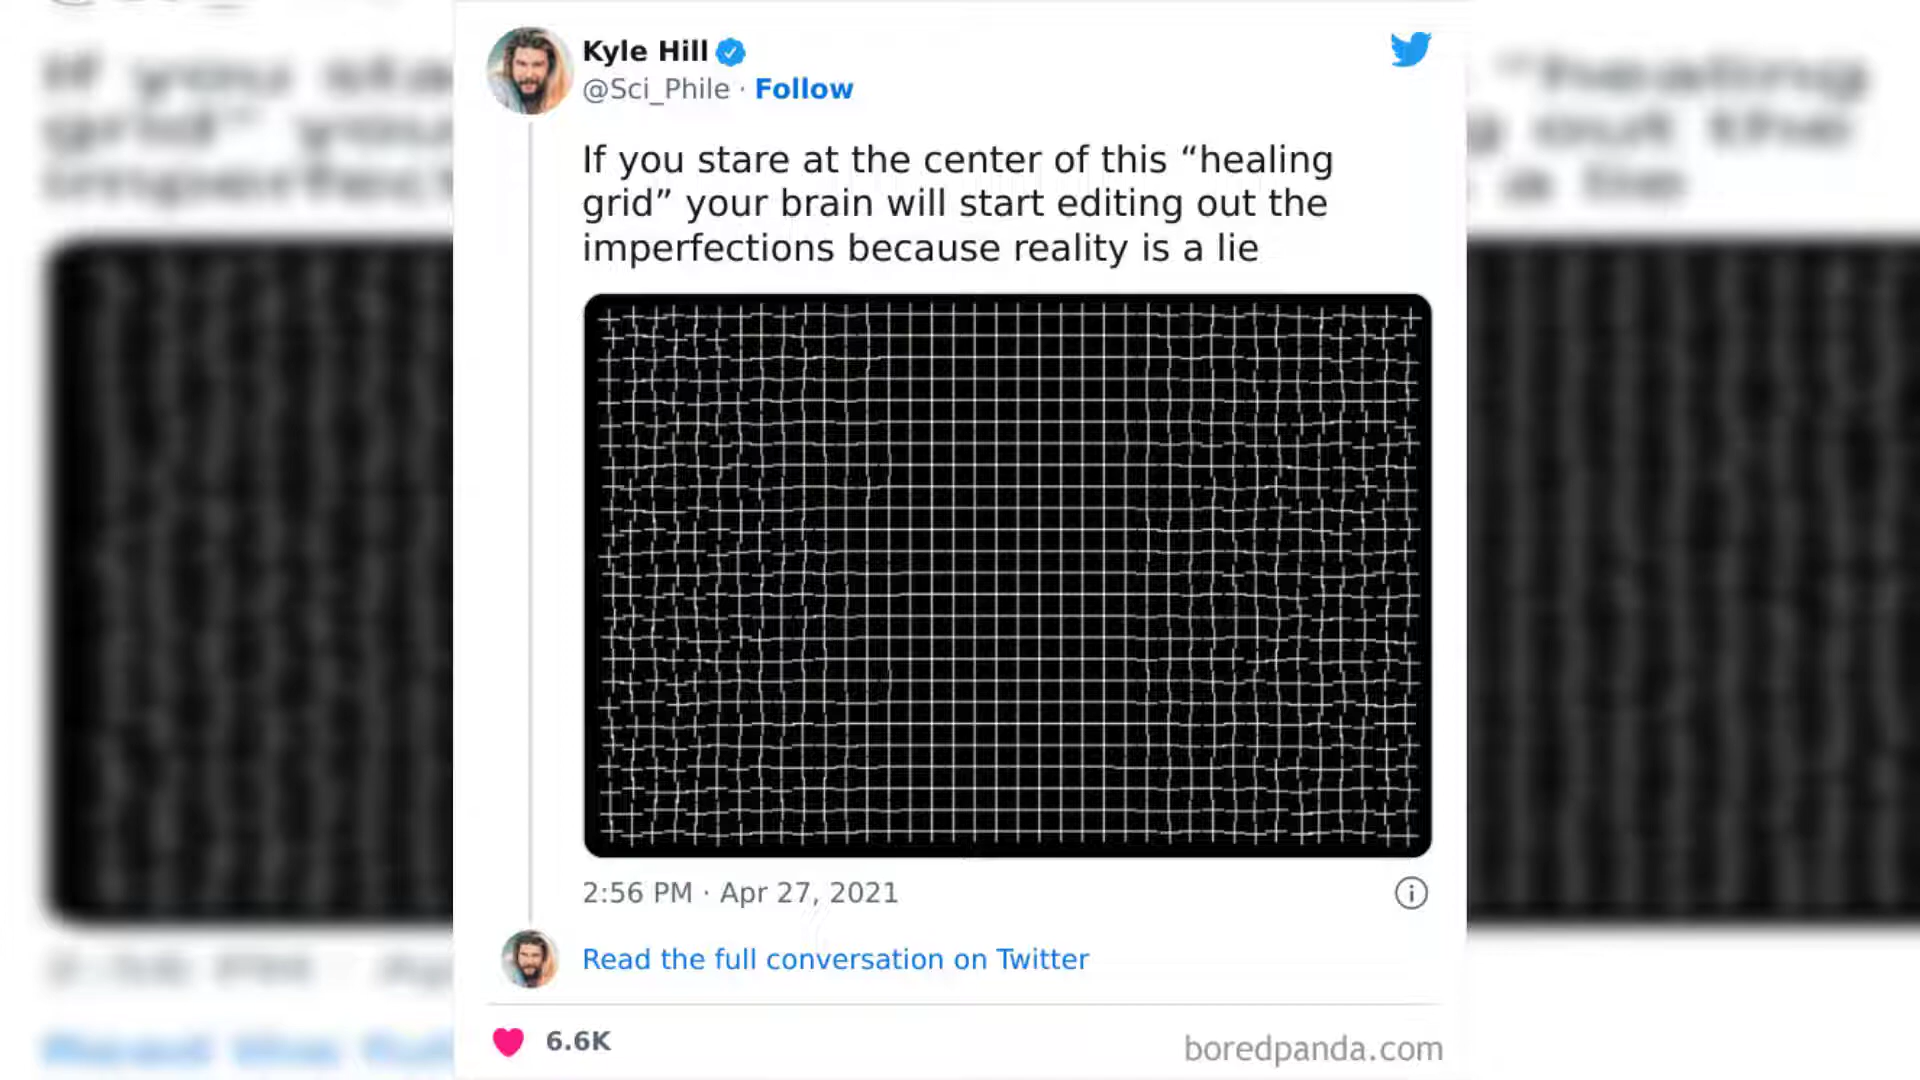 Kyle Hill
@Sci_Phile · Follow
If you stare at the center of this “healing
grid” your brain will start editing out the
imperfections because reality is a lie
2:56 PM · Apr 27, 2021
Read the full conversation on Twitter
6.6K
boredpanda.com